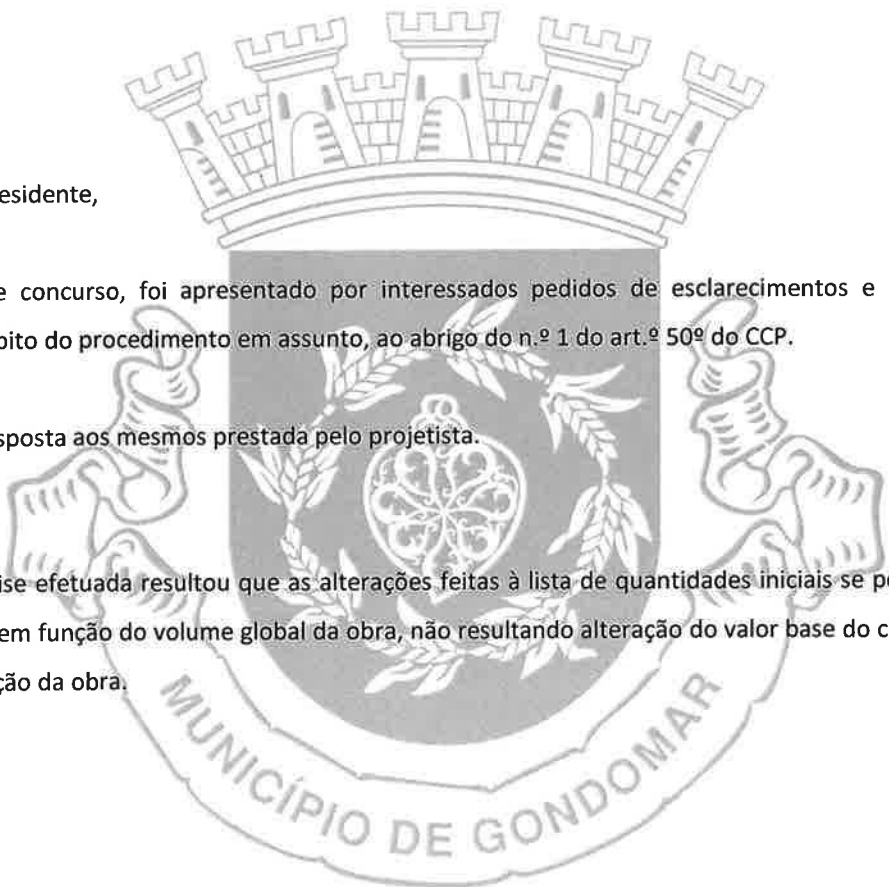 esidente,
e concurso, foi apresentado por interessados pedidos de esclarecimentos e
bito do procedimento em assunto, ao abrigo do n.º 1 do art.º 50º do CCP.
sposta aos mesmos prestada pelo projetista.
ise efetuada resultou que as alterações feitas à lista de quantidades iniciais se p
em função do volume global da obra, não resultando alteração do valor base do c
ção da obra.
MUNICÍPIO DE GONDOMAR